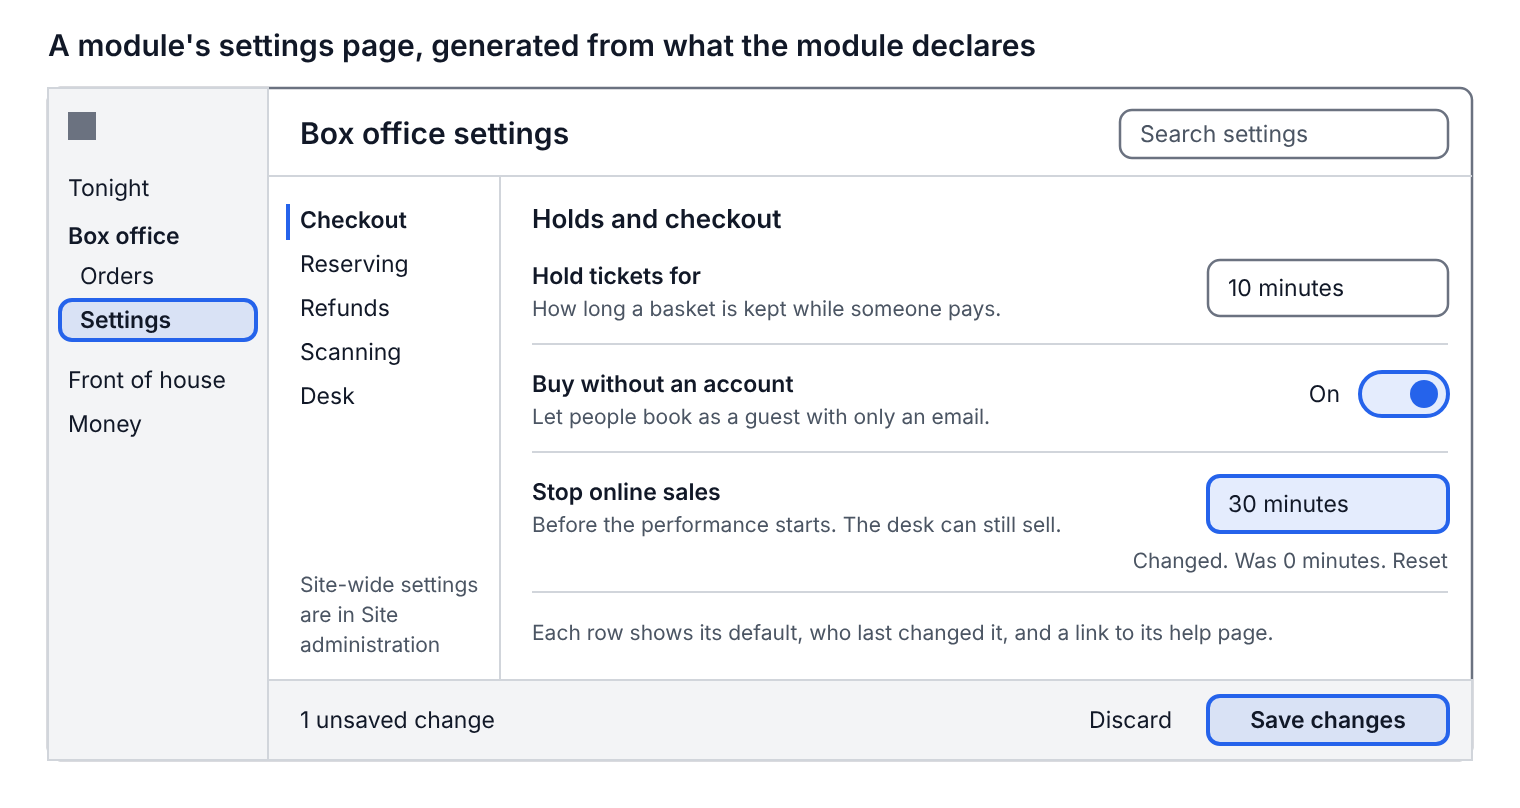 A module's settings page, generated from what the module declares
Tonight
Box office
Orders
Settings
Front of house
Money
Box office settings
Search settings
Checkout
Reserving
Refunds
Scanning
Desk
Site-wide settings
are in Site
administration
Holds and checkout
Hold tickets for
How long a basket is kept while someone pays.
10 minutes
Buy without an account
Let people book as a guest with only an email.
On
Stop online sales
Before the performance starts. The desk can still sell.
30 minutes
Changed. Was 0 minutes. Reset
Each row shows its default, who last changed it, and a link to its help page.
1 unsaved change
Discard
Save changes